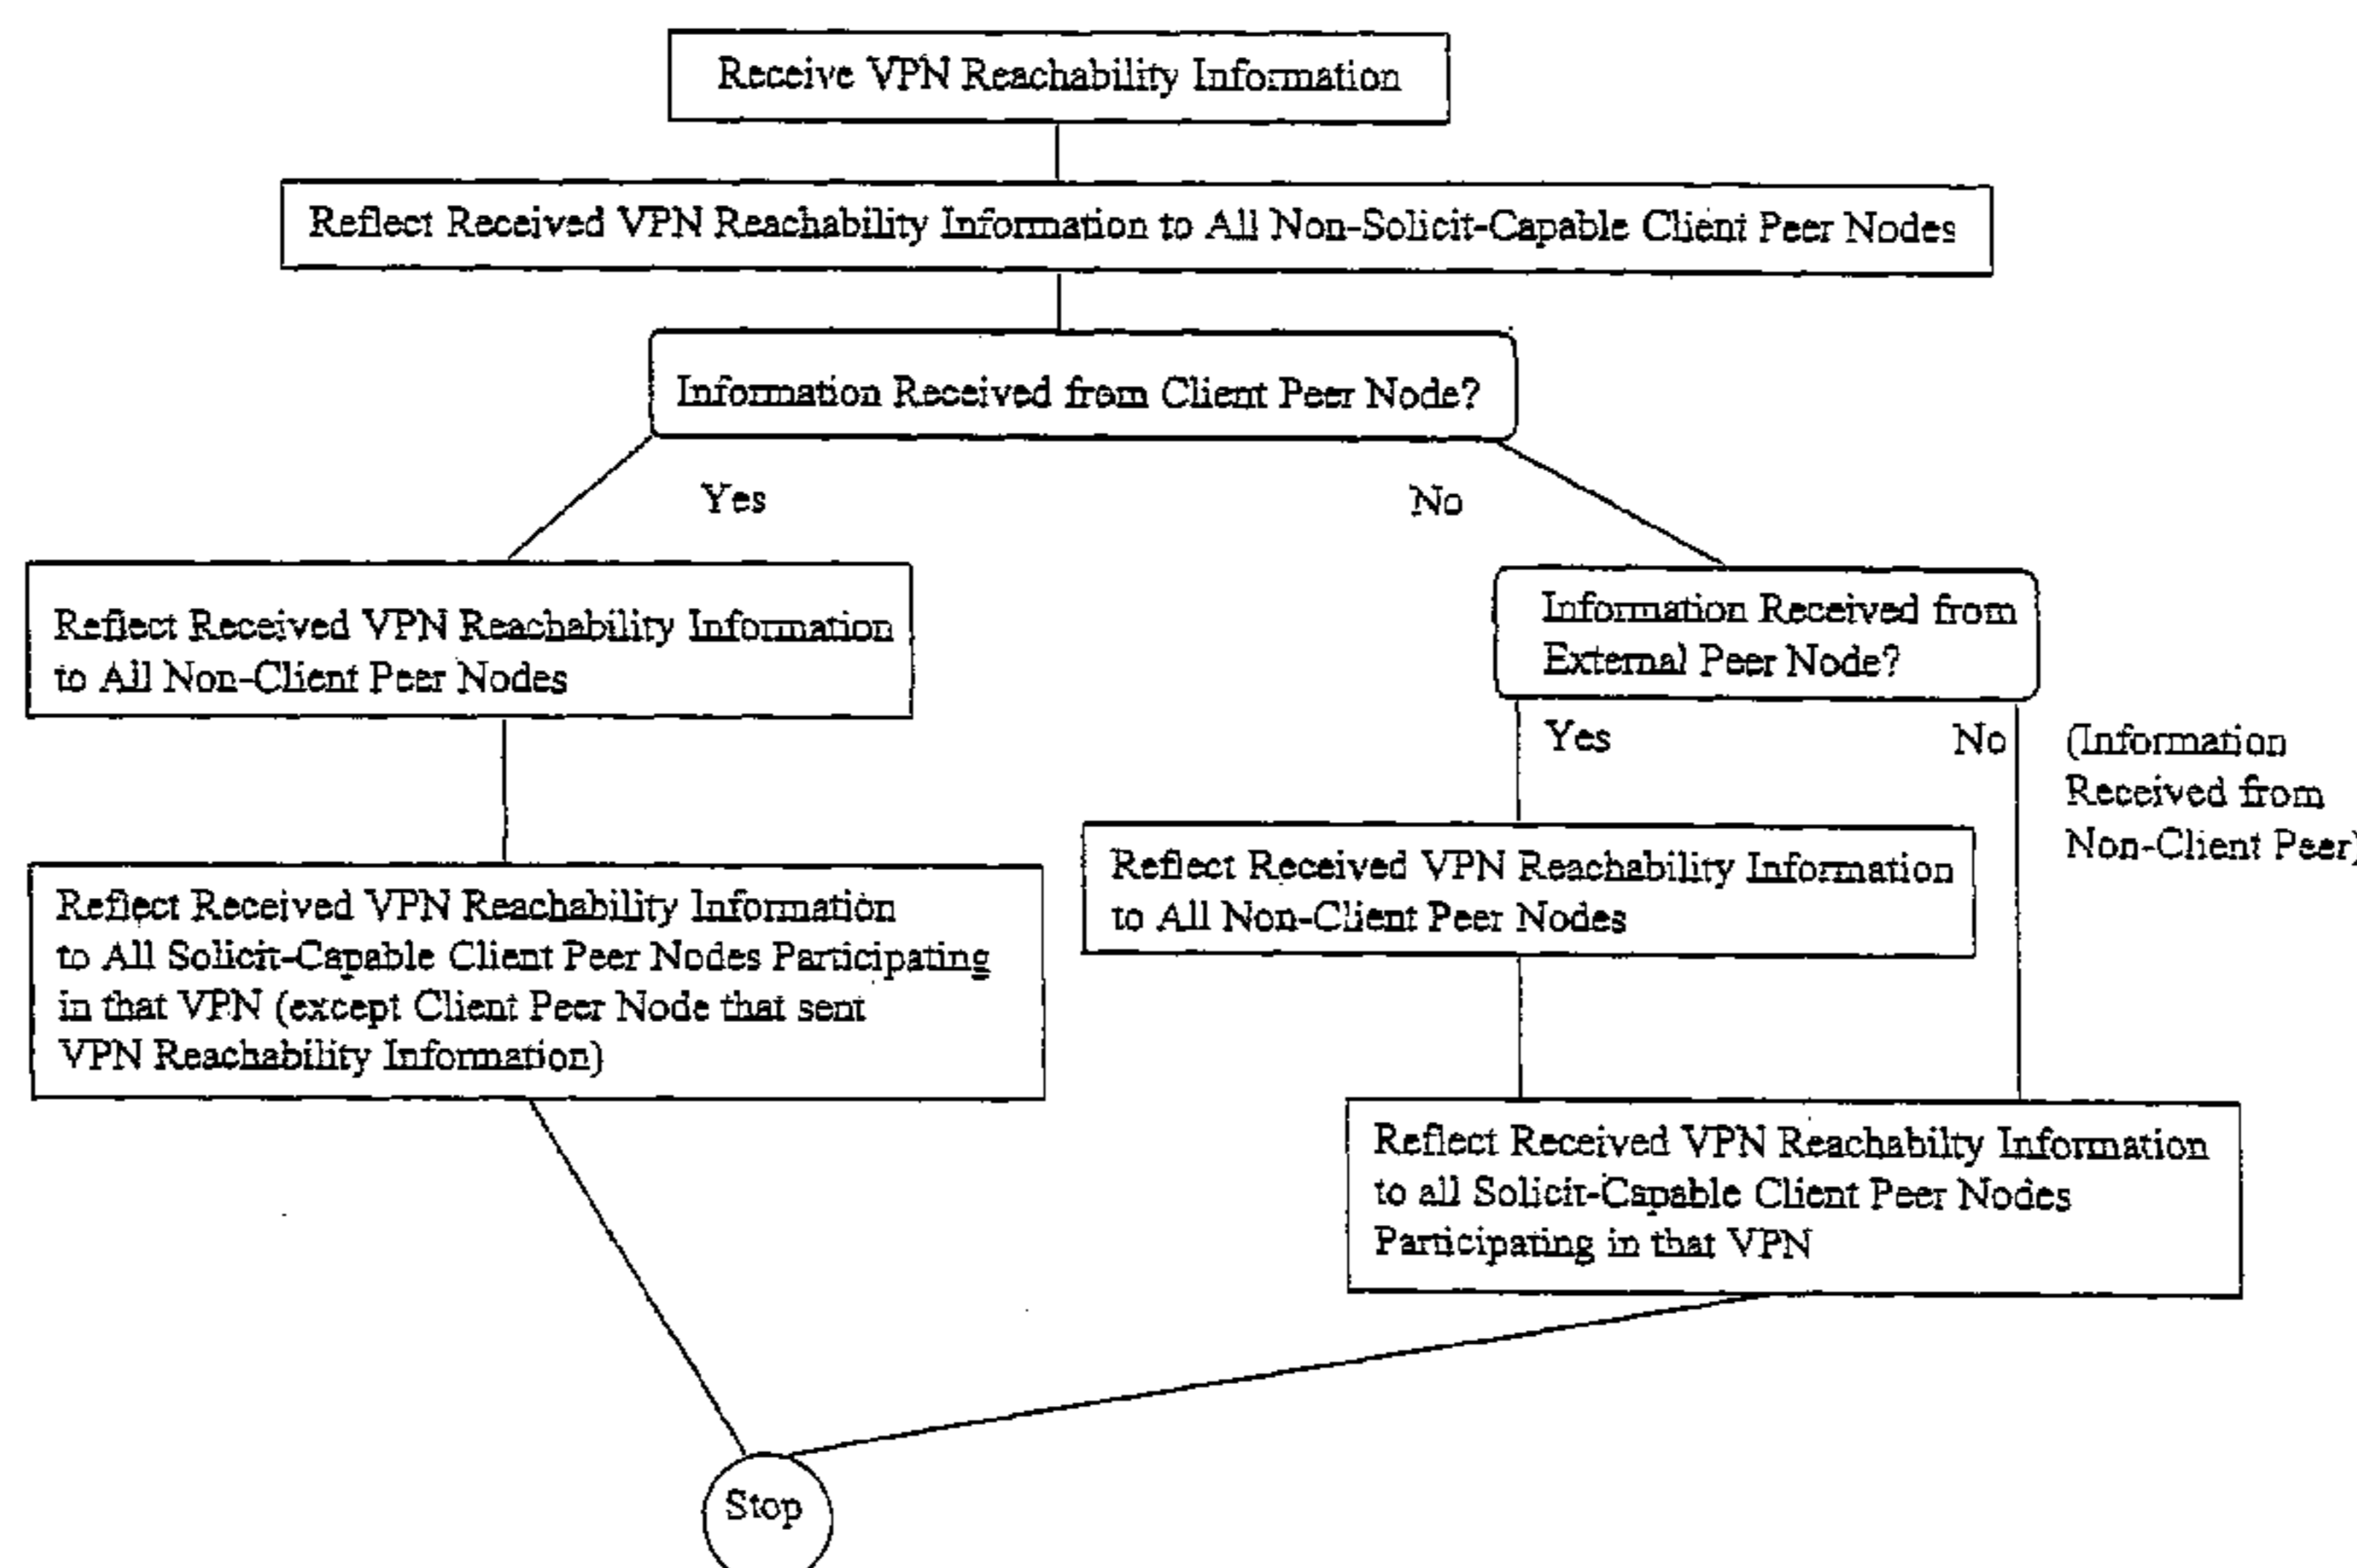 Receive VPN Reachability Information
Reflect Received VPN Reachability Information to All Non-Solicit-Capable Client Peer Nodes
Information Received from Client Peer Node?
Yes
No
Reflect Received VPN Reachability Information
to All Non-Client Peer Nodes
Information Received from
External Peer Node?
Yes
No
(Information
Received from
Non-Client Peer)
Reflect Received VPN Reachability Information
to All Non-Client Peer Nodes
Reflect Received VPN Reachability Information
to All Solicit-Capable Client Peer Nodes Participating
in that VPN (except Client Peer Node that sent
VPN Reachability Information)
Reflect Received VPN Reachabilty Information
to all Solicit-Capable Client Peer Nodes
Participating in that VPN
Stop